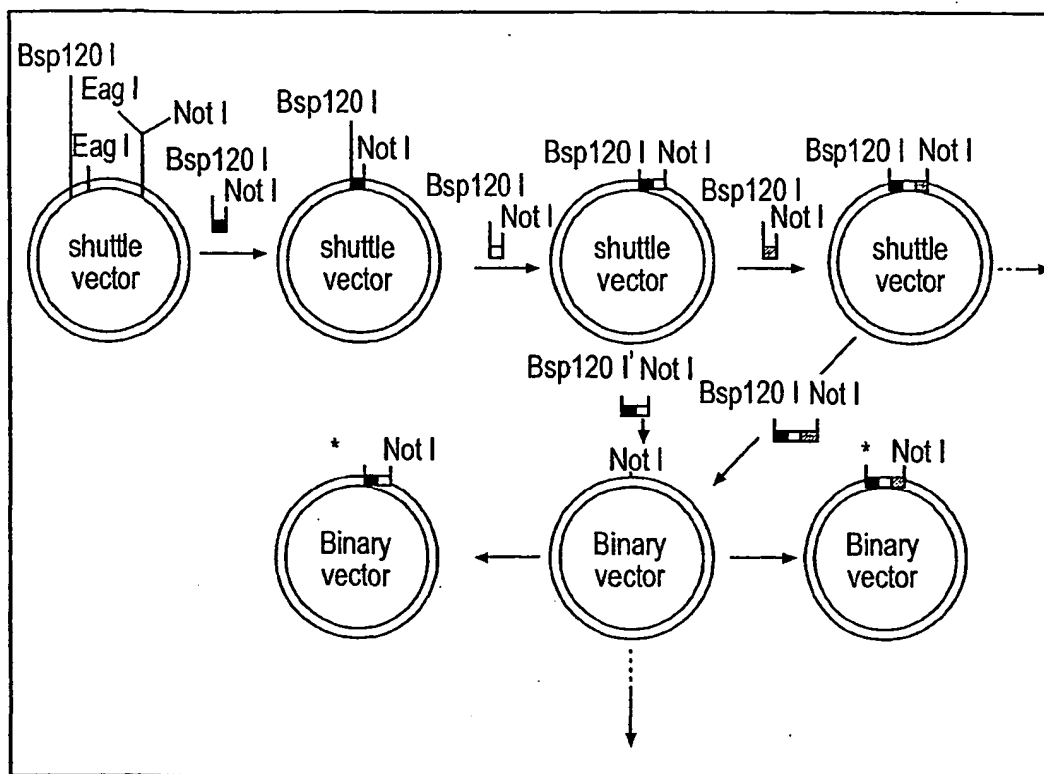 Bsp120 I
Eag I
Not I
Eag I
Bsp120 I
Not I
shuttle
vector
Bsp120 I
Not I
shuttle
vector
Bsp120 I
Not I
Bsp120 I Not I
shuttle
vector
Bsp120 I
Not I
Bsp120 I Not I
shuttle
vector
Bsp120 I Not I
Bsp120 I Not I
* Not I
Binary
vector
Not I
Binary
vector
* Not I
Binary
vector